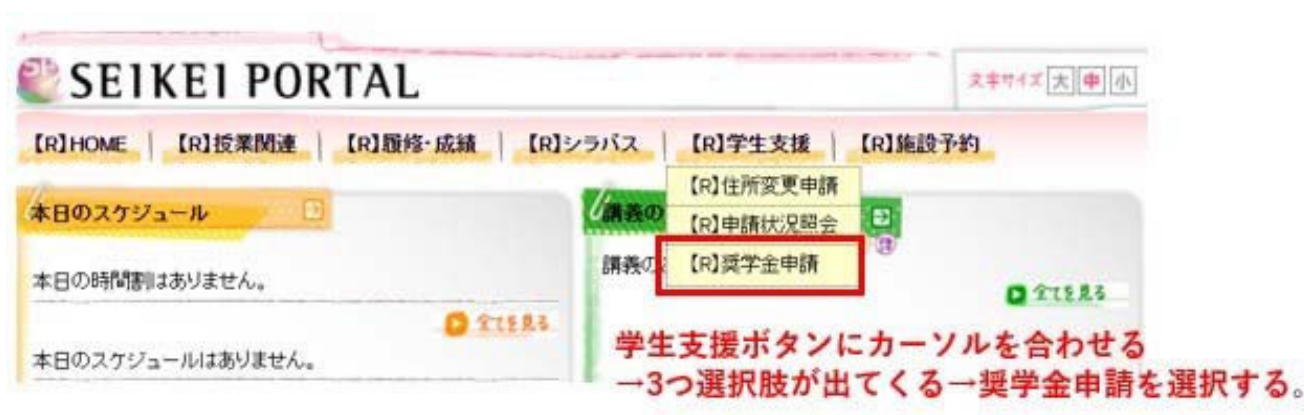 SEIKEI PORTAL
文字サイズ 大 中 小
【R】HOME 【R】授業関連 【R】履修・成績 【R】シラバス 【R】学生支援 【R】施設予約
【R】住所変更申請
本日のスケジュール
講義の
【R】申請状況照会
講義の
【R】奨学金申請
本日の時間割はありません。
全てを見る
全てを見る
本日のスケジュールはありません。
学生支援ボタンにカーソルを合わせる
→3つ選択肢が出てくる→奨学金申請を選択する。